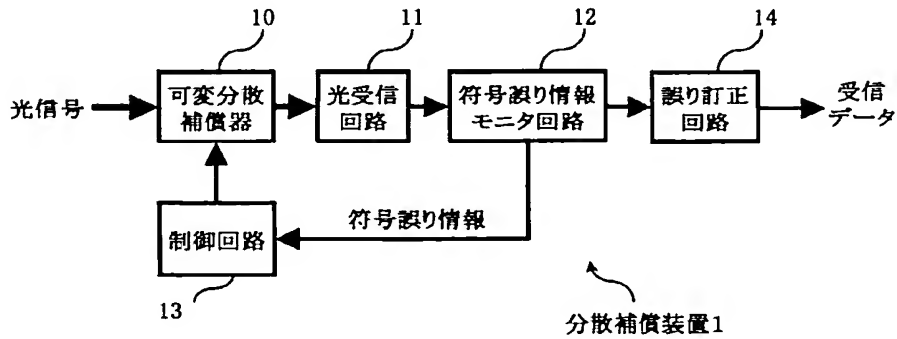 10
11
12
14
光信号
可変分散
補償器
光受信
回路
符号誤り情報
モニタ回路
誤り訂正
回路
受信
データ
制御回路
符号誤り情報
13
分散補償装置1